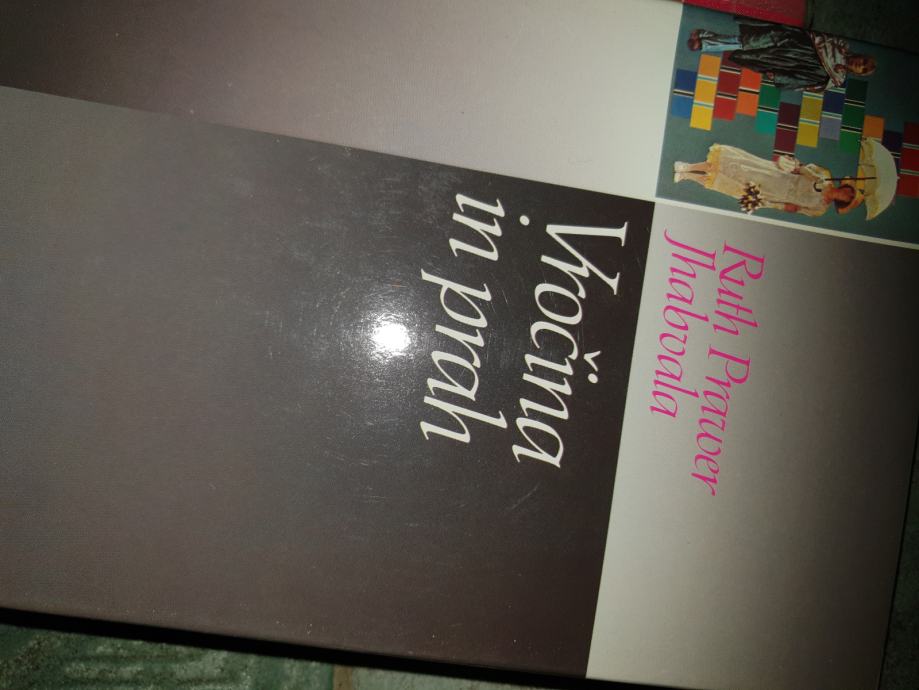 Ruth Prawer
Jhabvala
Vročina
in prah